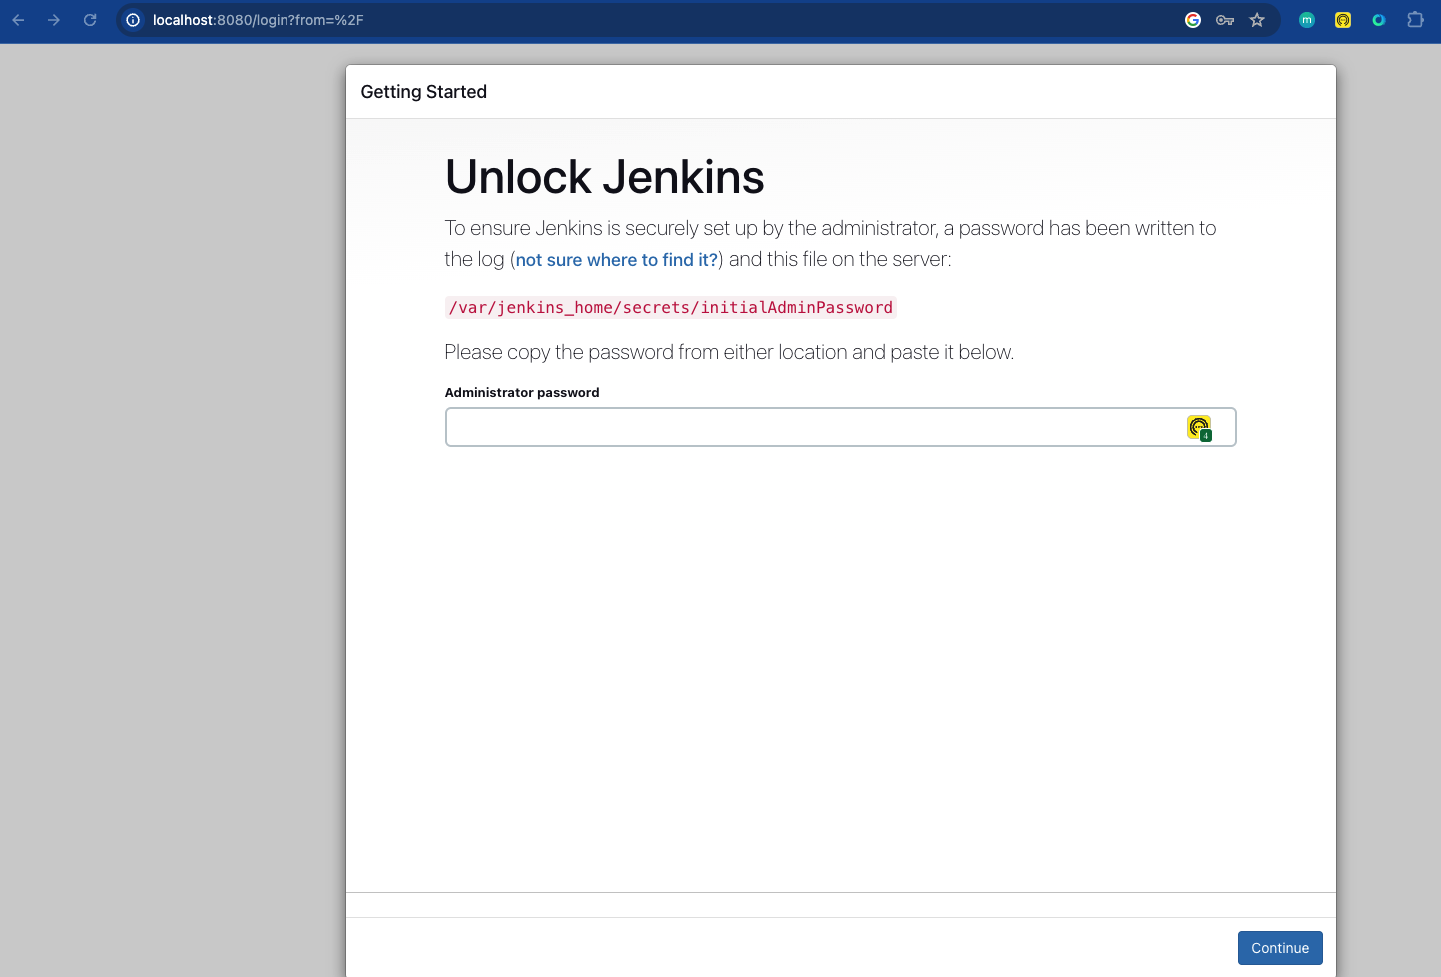 localhost:8080/login?from=%2F
m
Getting Started
Unlock Jenkins
To ensure Jenkins is securely set up by the administrator, a password has been written to
the log (not sure where to find it?) and this file on the server:
/var/jenkins_home/secrets/initialAdminPassword
Please copy the password from either location and paste it below.
Administrator password
4
Continue